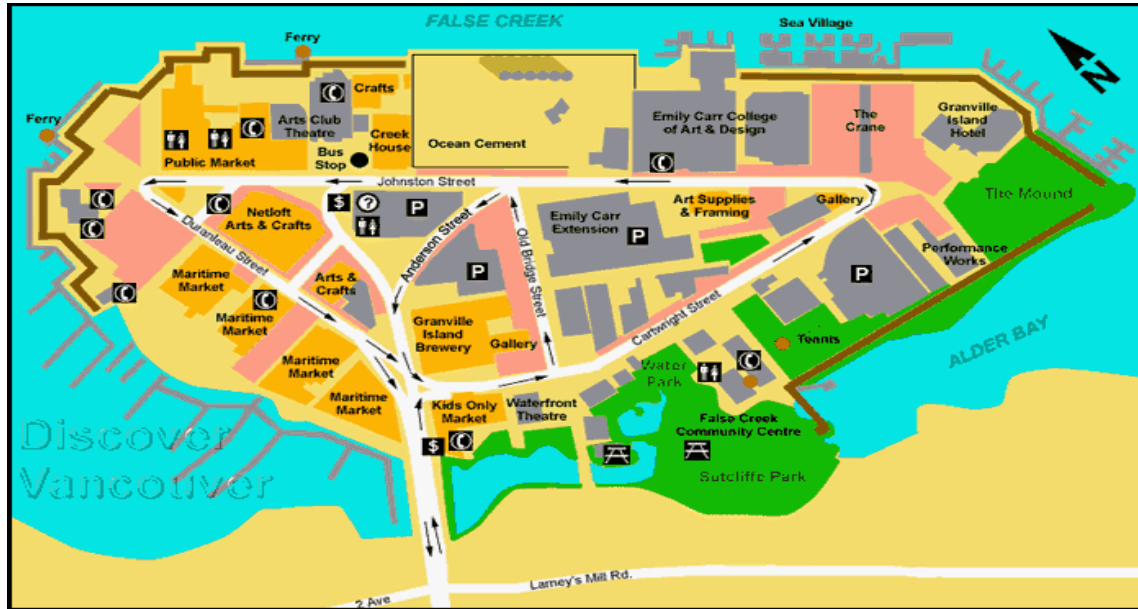 FALSE CREEK
Sea Village
Ferry
Ferry
N
Crafts
Arts Club
Theatre
Creek
House
Bus
Stop
Public Market
Ocean Cement
Emily Carr College
of Art & Design
The
Crane
Granville
Island
Hotel
The Mound
Johnston Street
$
?
P
Netloft
Arts & Crafts
Duranleau Street
Anderson Street
Old Bridge Street
Emily Carr
Extension
P
Art Supplies
& Framing
Gallery
Performance
Works
P
P
Maritime
Market
Arts &
Crafts
Maritime
Market
Maritime
Market
Maritime
Market
Granville
Island
Brewery
Gallery
Cartwright Street
Tennis
ALDER BAY
Water
Park
Kids Only
Market
Waterfront
Theatre
$
False Creek
Community Centre
Sutcliffe Park
Discover
Vancouver
Lamey's Mill Rd.
2 Ave